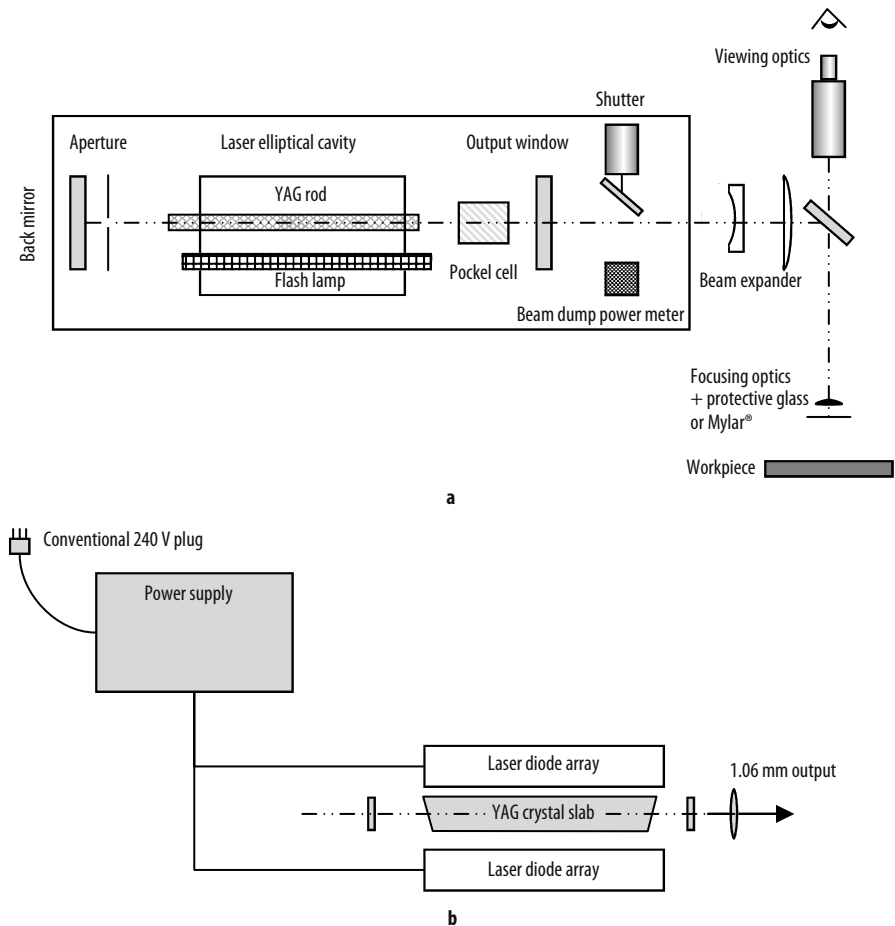 Viewing optics
Shutter
Aperture
Laser elliptical cavity
Output window
YAG rod
Back mirror
Flash lamp
Pockel cell
Beam expander
Beam dump power meter
Focusing optics
+ protective glass
or Mylar®
Workpiece
a
Conventional 240 V plug
Power supply
Laser diode array
1.06 mm output
YAG crystal slab
Laser diode array
b